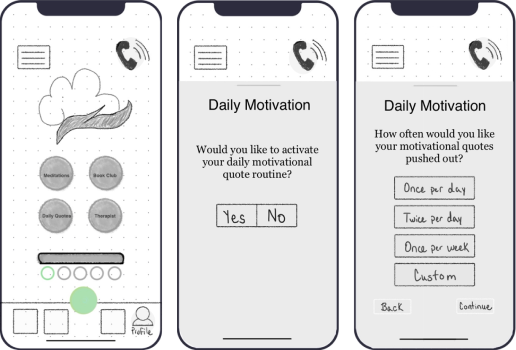 Meditations
Book Club
Daily Quotes
Therapist
Profile
Daily Motivation
Would you like to activate
your daily motivational
quote routine?
Yes No
Daily Motivation
How often would you like
your motivational quotes
pushed out?
Once per day
Twice per day
Once per week
Custom
Back Continue